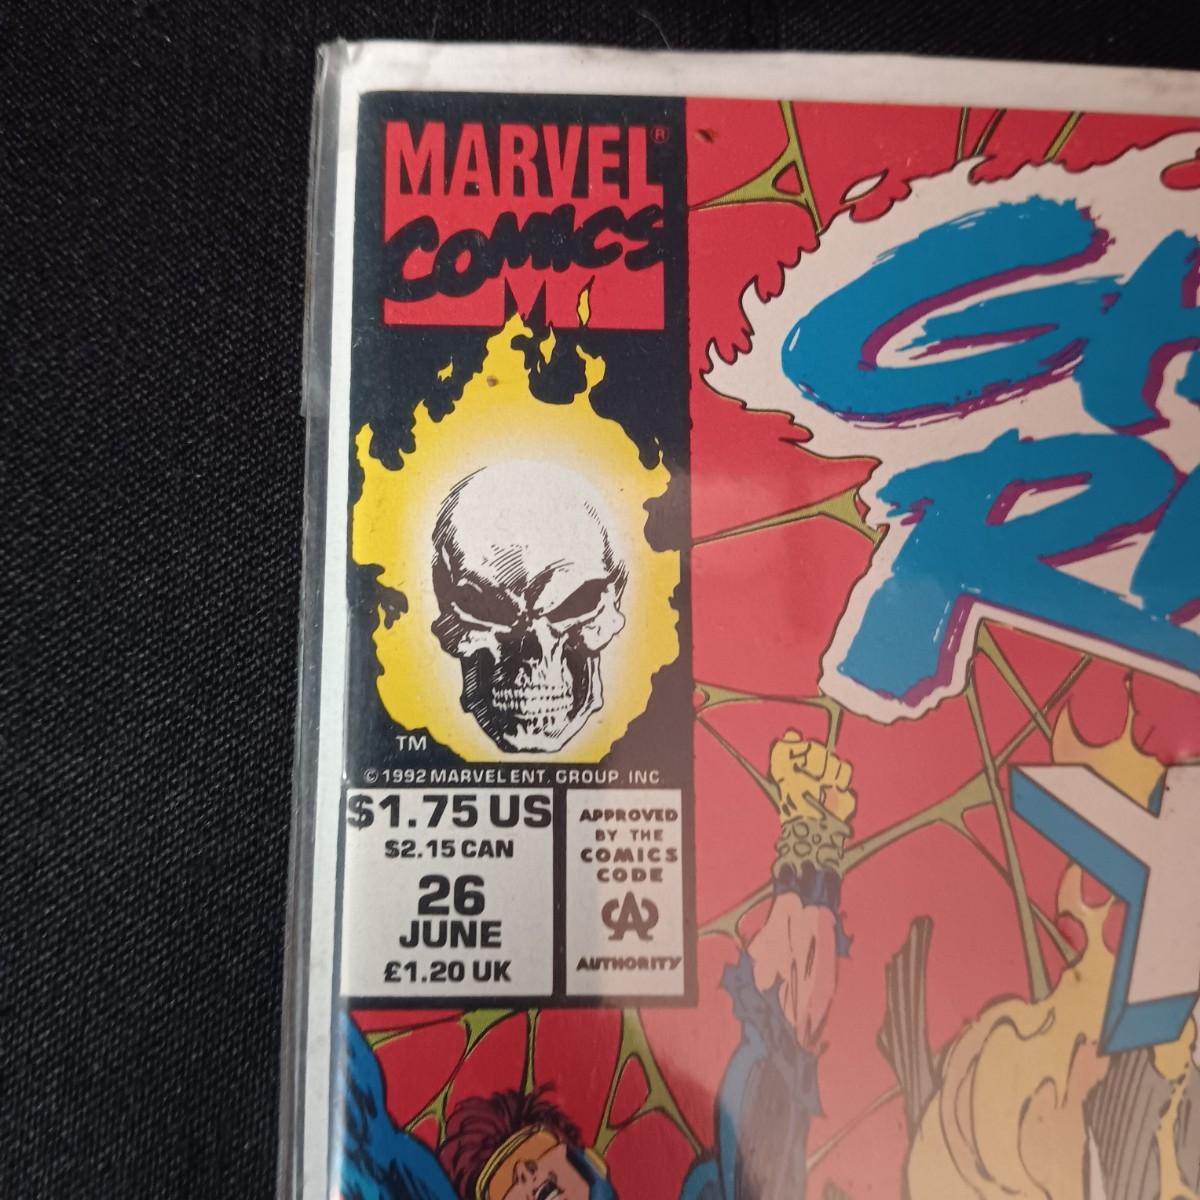 MARVEL®
COMICS
M
TM
© 1992 MARVEL ENT. GROUP, INC.
$1.75 US
$2.15 CAN
26
JUNE
£1.20 UK
APPROVED
BY THE
COMICS
CODE
CA
AUTHORITY